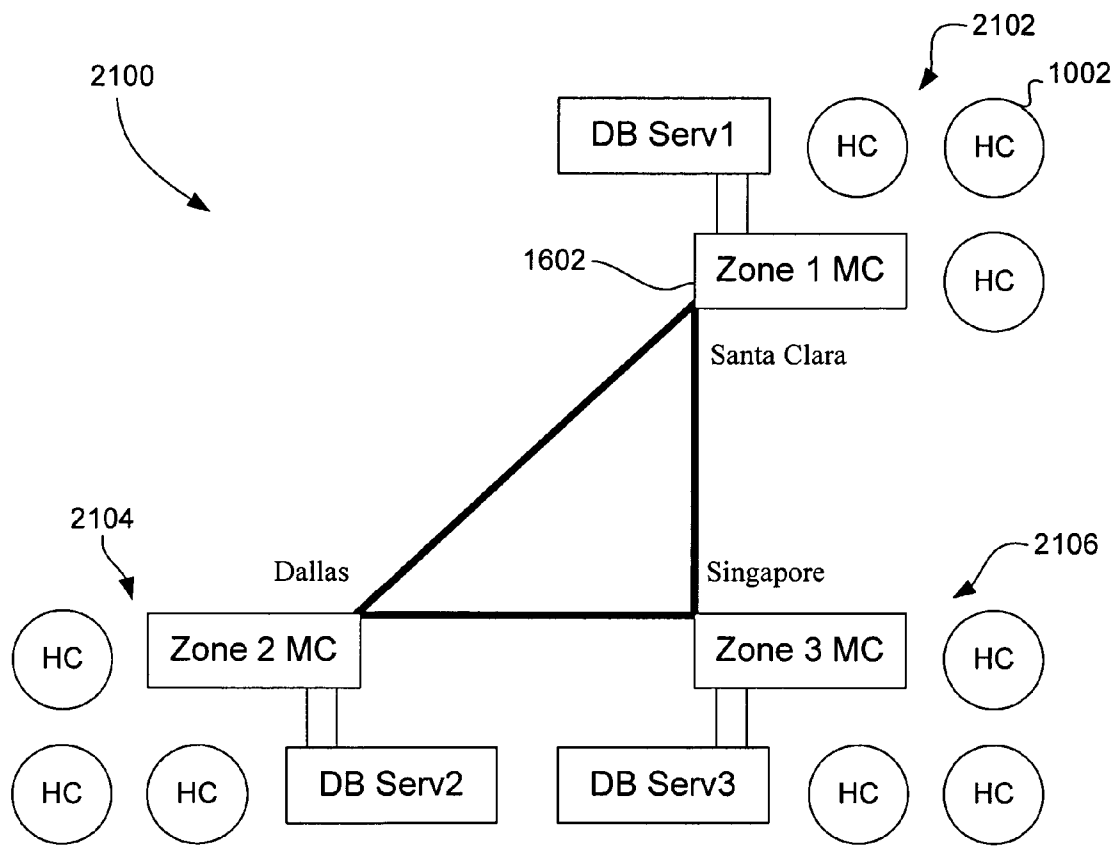 2102
2100
1002
DB Serv1
HC
HC
1602
Zone 1 MC
HC
Santa Clara
2104
2106
Dallas
Singapore
HC
Zone 2 MC
Zone 3 MC
HC
HC
HC
DB Serv2
DB Serv3
HC
HC